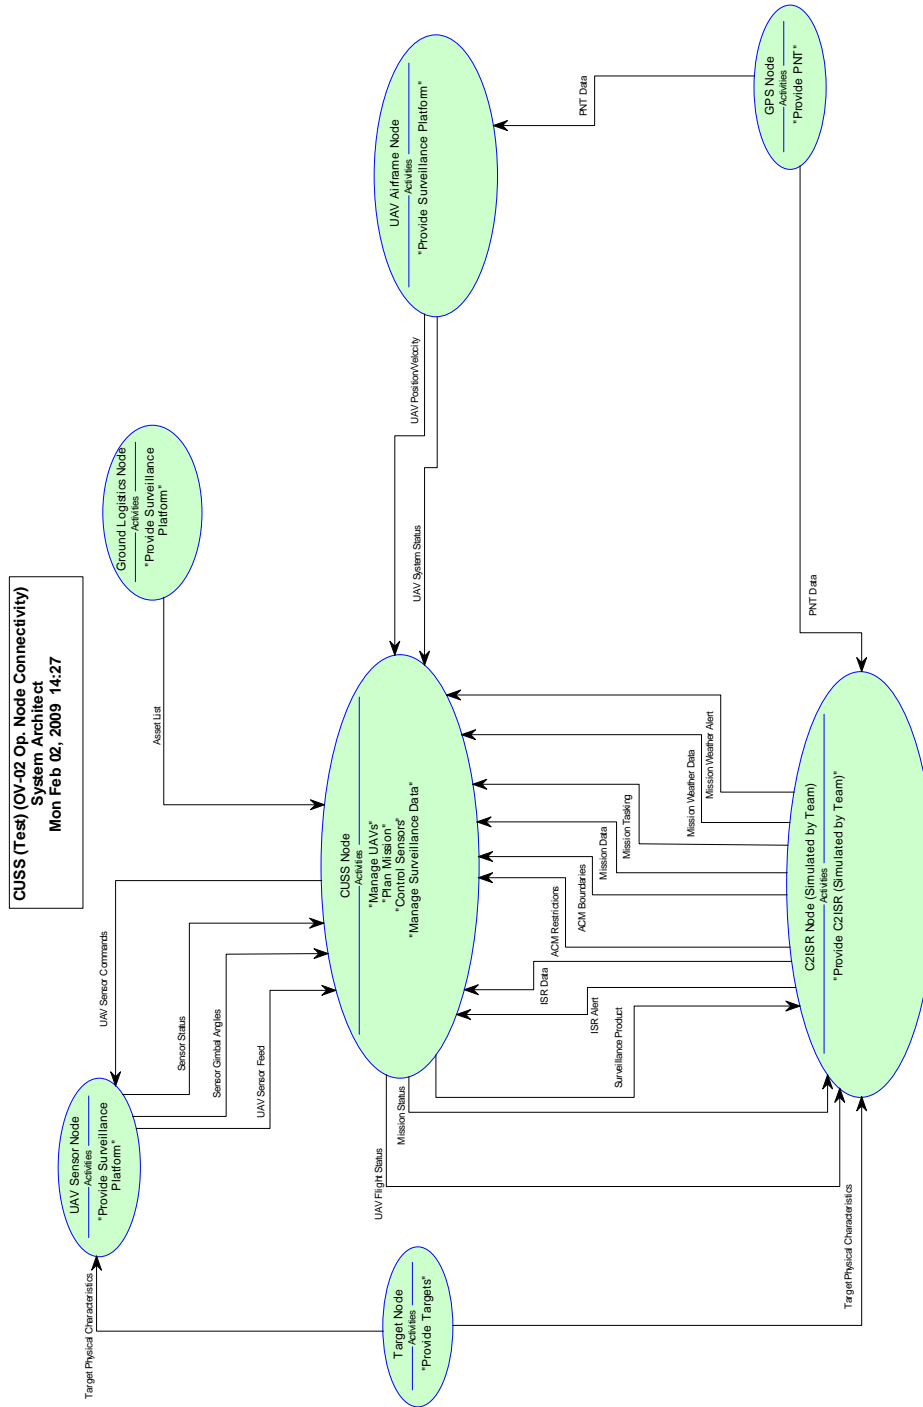 CUSS (Test) (OV-02 Op. Node Connectivity)
System Architect
Mon Feb 02, 2009 14:27
Target Physical Characteristics
UAV Sensor Node
Activities
"Provide Surveillance
Platform"
UAV Sensor Commands
Sensor Status
Sensor Gimbal Angles
UAV Sensor Feed
Asset List
Ground Logistics Node
Activities
"Provide Surveillance
Platform"
Target Node
Activities
"Provide Targets"
CUSS Node
Activities
"Manage UAVs"
"Plan Mission"
"Control Sensors"
"Manage Surveillance Data"
UAV Position/Velocity
UAV System Status
UAV Airframe Node
Activities
"Provide Surveillance Platform"
UAV Flight Status
Mission Status
Surveillance Product
ISR Alert
ISR Data
ACM Restrictions
ACM Boundaries
Mission Data
Mission Tasking
Mission Weather Data
Mission Weather Alert
PNT Data
GPS Node
Activities
"Provide PNT"
Target Physical Characteristics
C2ISR Node (Simulated by Team)
Activities
"Provide C2ISR (Simulated by Team)"
PNT Data